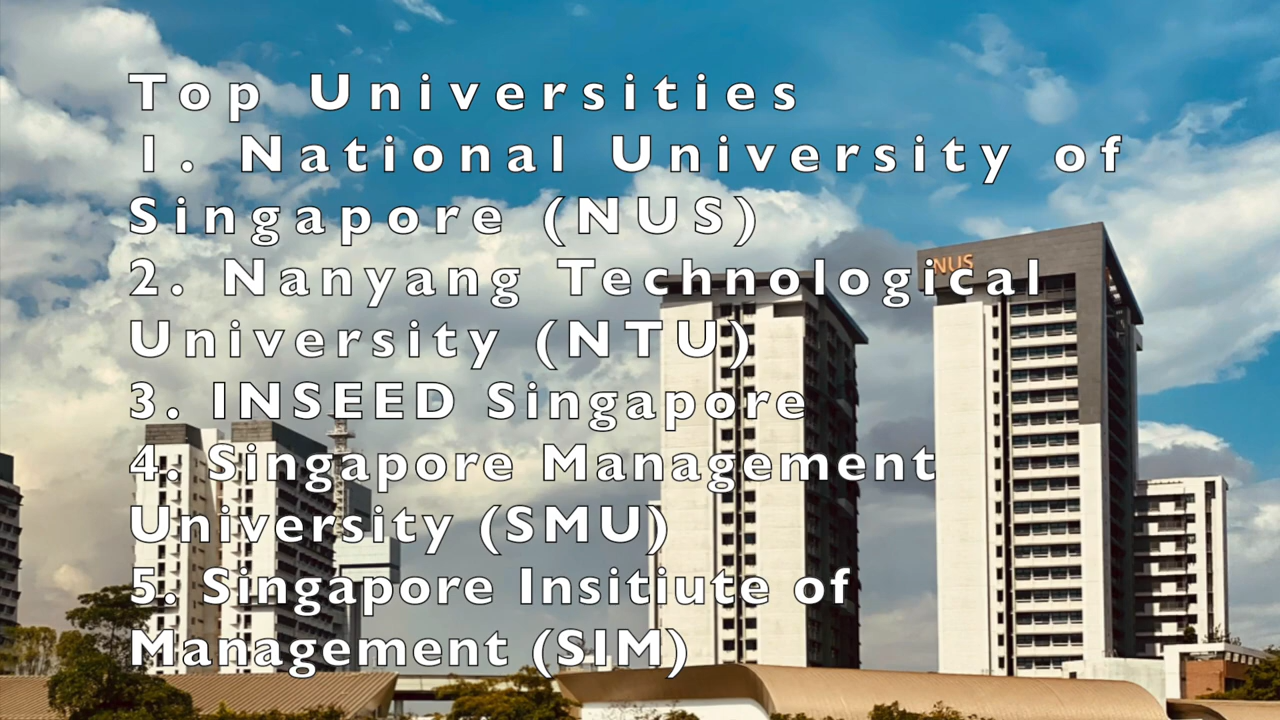 Top Universities
1. National University of
Singapore (NUS)
2. Nanyang Technological
University (NTU)
3. INSEED Singapore
4. Singapore Management
University (SMU)
5. Singapore Insitiute of
Management (SIM)
NUS